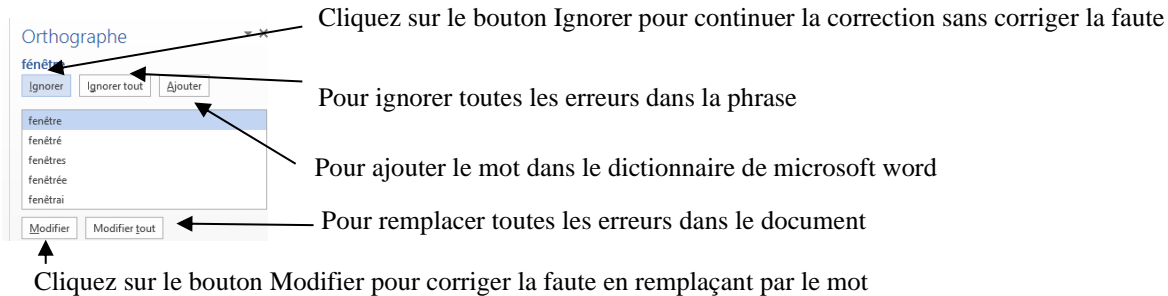 Cliquez sur le bouton Ignorer pour continuer la correction sans corriger la faute
Orthographe
fénêtre
Ignorer Ignorer tout Ajouter
Pour ignorer toutes les erreurs dans la phrase
fenêtre
fenêtré
fenêtres
fenêtrée
fenêtrai
Pour ajouter le mot dans le dictionnaire de microsoft word
Modifier Modifier tout
Pour remplacer toutes les erreurs dans le document
Cliquez sur le bouton Modifier pour corriger la faute en remplaçant par le mot